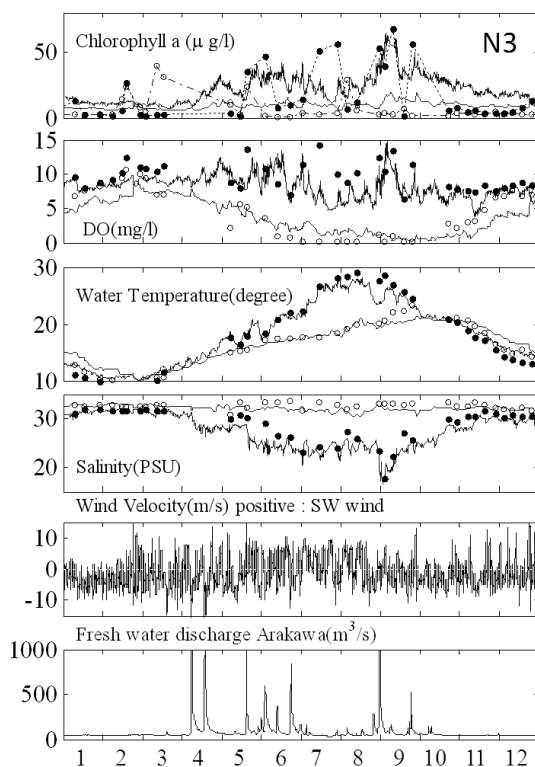 Chlorophyll a (μ g/l) N3
50
0
15
10
5
0
DO(mg/l)
30
20
10
Water Temperature(degree)
30
20
Salinity(PSU)
Wind Velocity(m/s) positive : SW wind
10
0
-10
Fresh water discharge Arakawa(m³/s)
1000
500
0
1 2 3 4 5 6 7 8 9 10 11 12